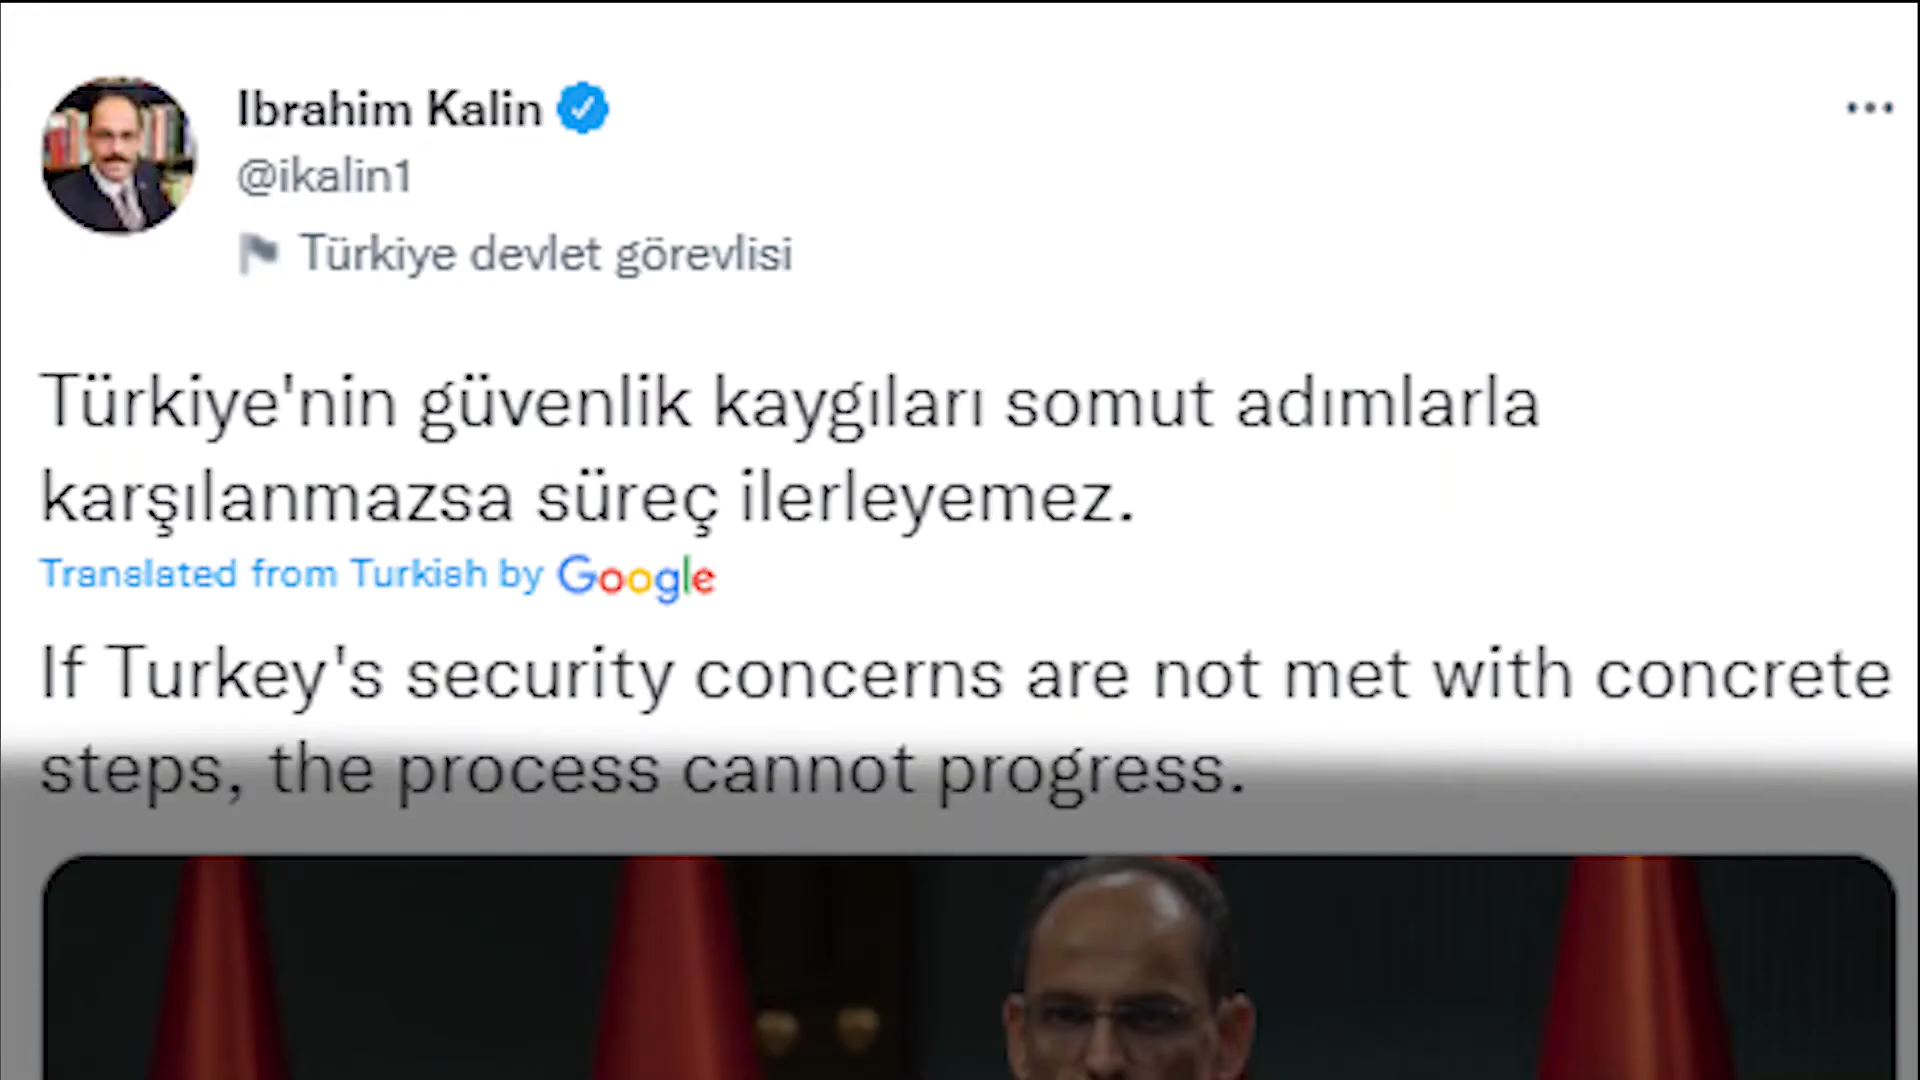 Ibrahim Kalin
@ikalin1
Türkiye devlet görevlisi
Türkiye'nin güvenlik kaygıları somut adımlarla
karşılanmazsa süreç ilerleyemez.
Translated from Turkish by Google
If Turkey's security concerns are not met with concrete
steps, the process cannot progress.